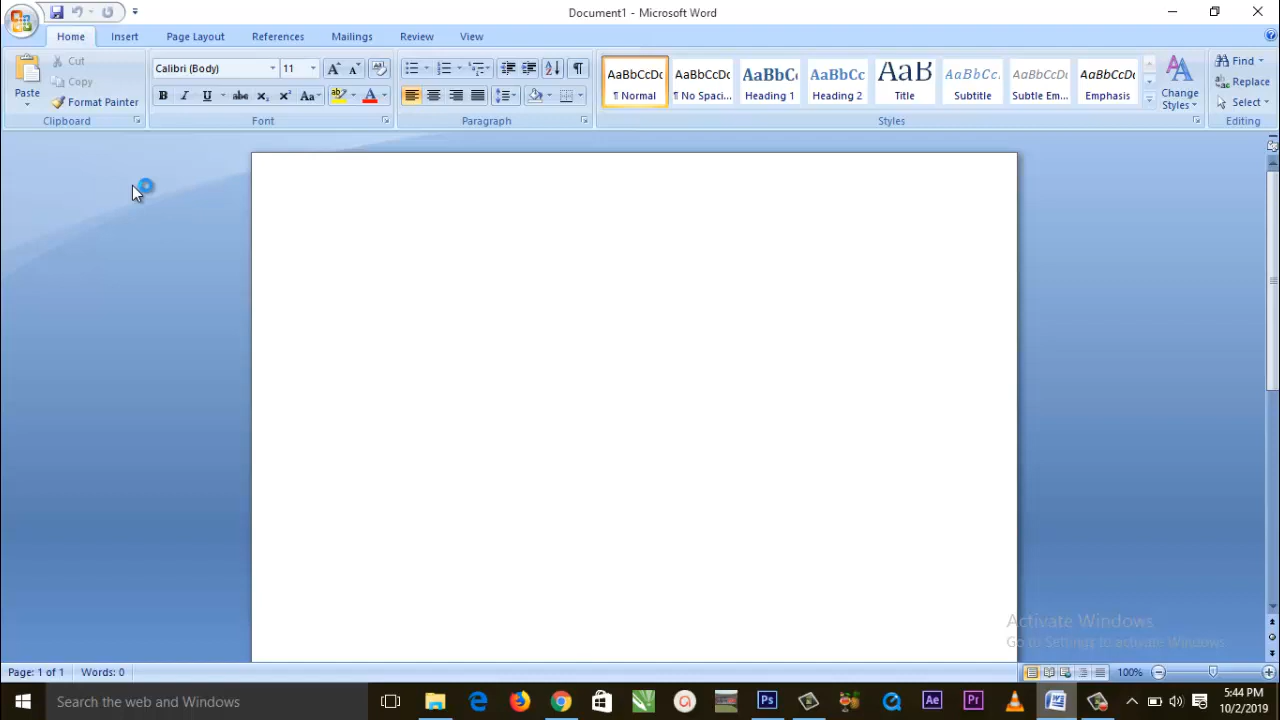 Document1 - Microsoft Word
Home Insert Page Layout References Mailings Review View
Paste
Cut
Copy
Format Painter
Clipboard
Calibri (Body) 11
Font
Paragraph
AaBbCcDc AaBbCcDc AaBbC AaBbCc AaB AaBbCc. AaBbCcDc AaBbCcDc
¶ Normal ¶ No Spaci... Heading 1 Heading 2 Title Subtitle Subtle Em... Emphasis
Change
Styles
Styles
Find
Replace
Select
Editing
Activate Windows
Go to Settings to activate Windows.
Page: 1 of 1 Words: 0 100%
Search the web and Windows
Ps Ae Pr
5:44 PM
10/2/2019